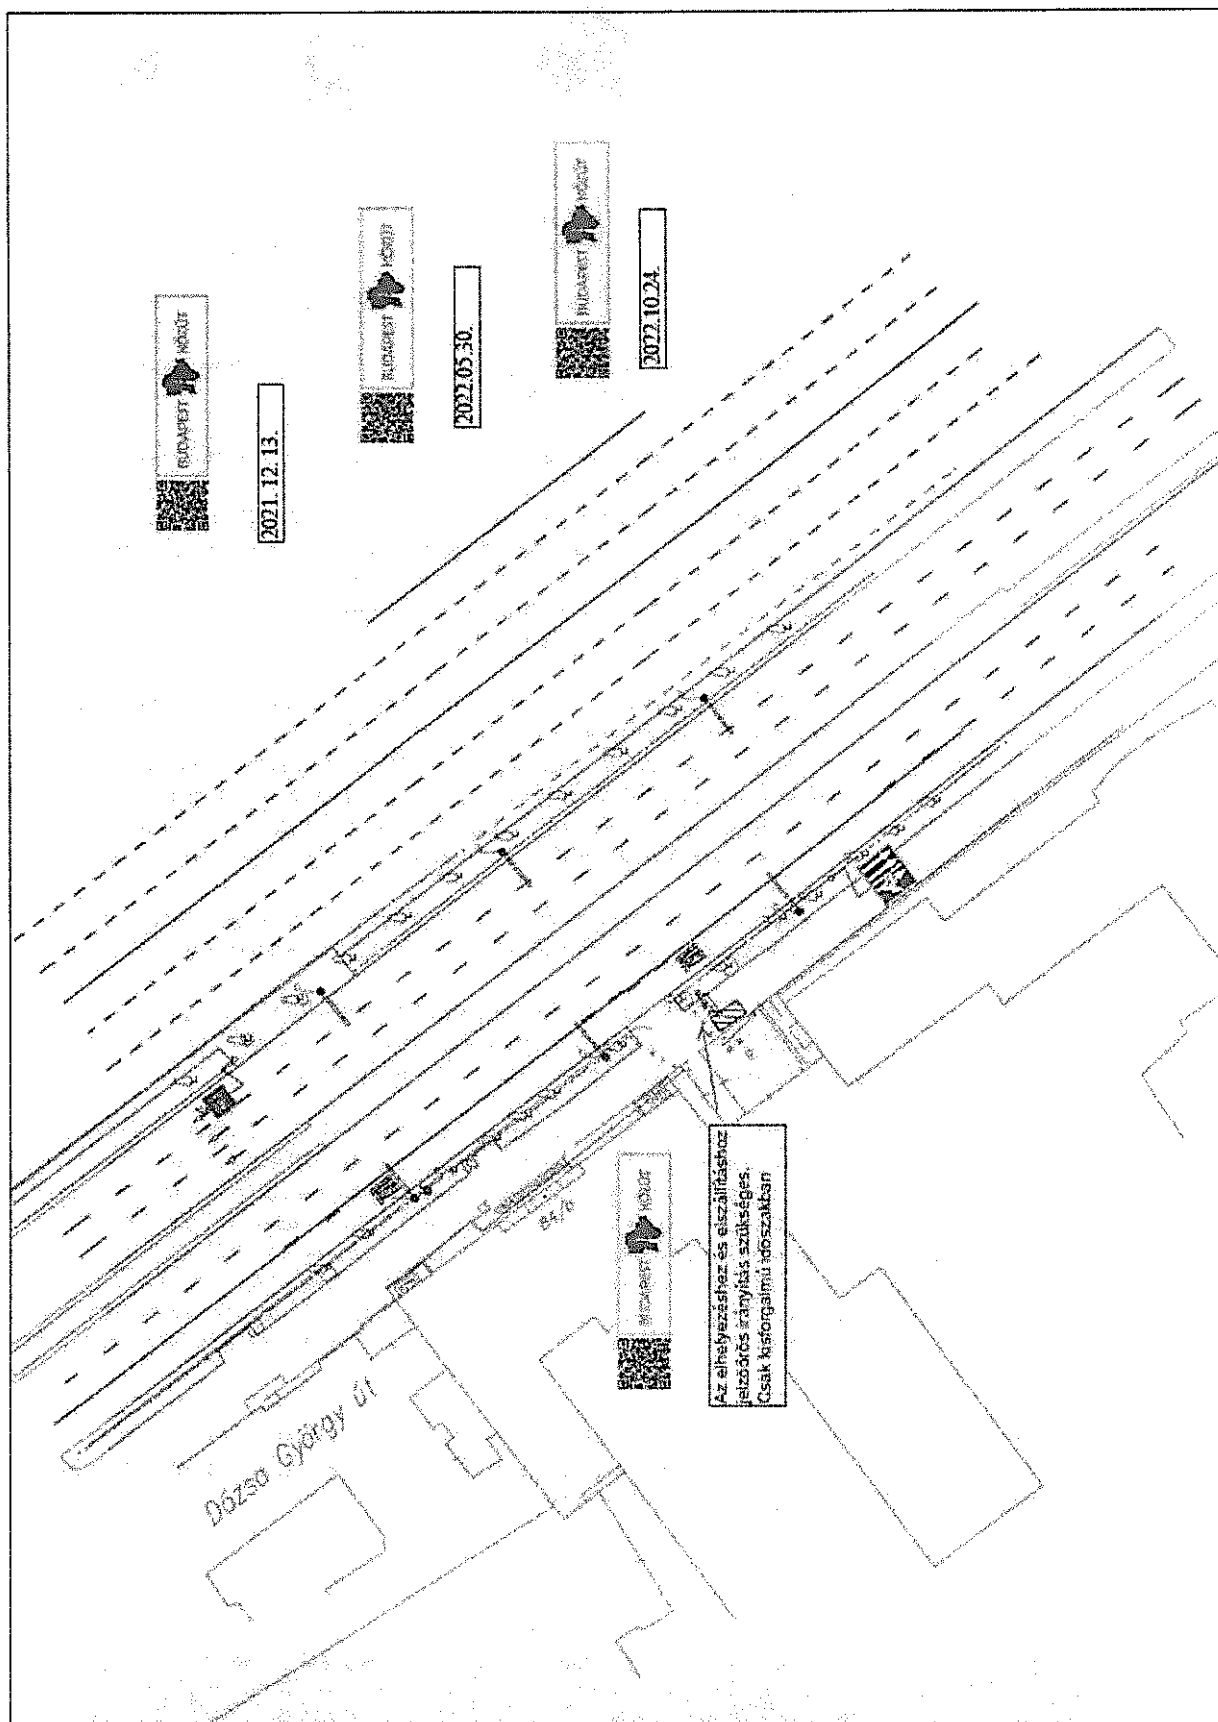 BUDAPEST KÖZÚT
2021. 12. 13.
BUDAPEST KÖZÚT
2022.05.30.
BUDAPEST KÖZÚT
2022.10.24.
BUDAPEST KÖZÚT
Az elhelyezéshez és elszállításhoz
jelzőőrös irányítás szükséges.
Csak kisforgalmú időszakban
Dózsa György út
84/B